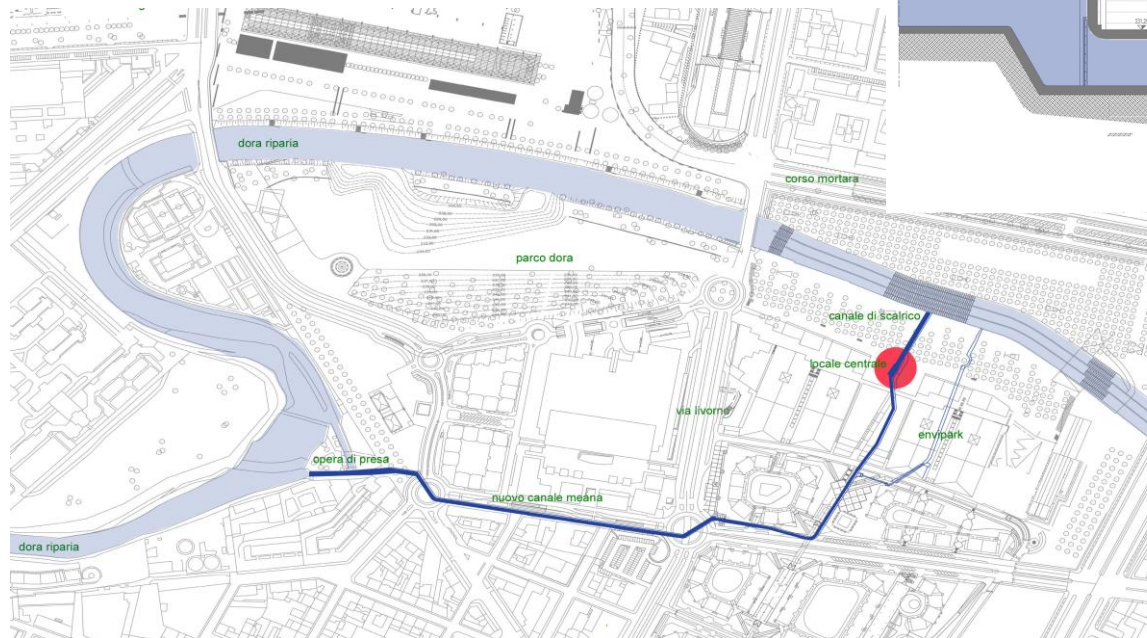 dora riparia
corso mortara
parco dora
canale di scalrico
locale centrale
via livorno
envipark
opera di presa
nuovo canale meana
dora riparia